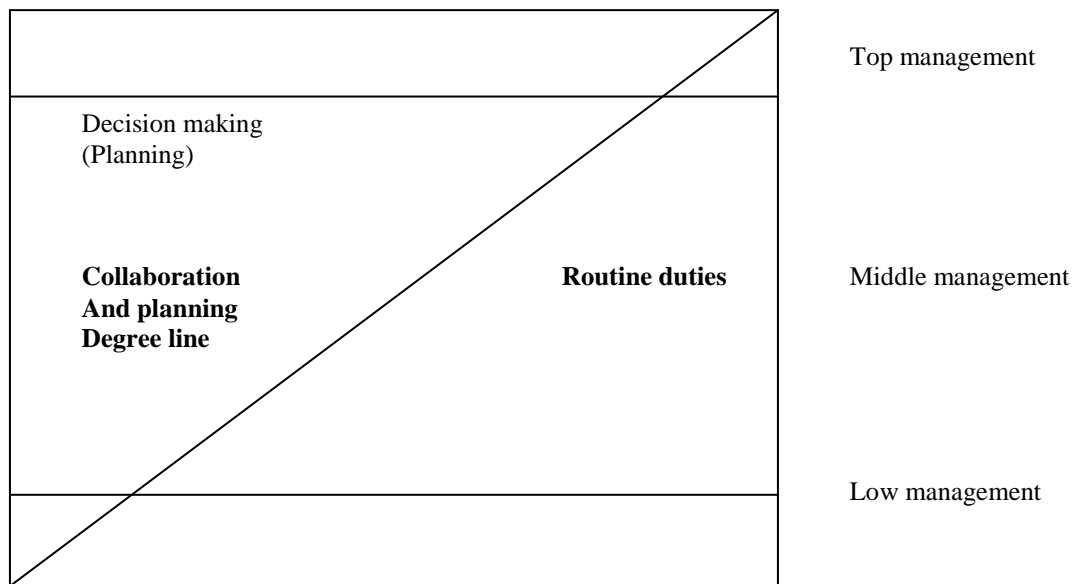 Top management
Decision making
(Planning)
Collaboration
And planning
Degree line
Routine duties
Middle management
Low management